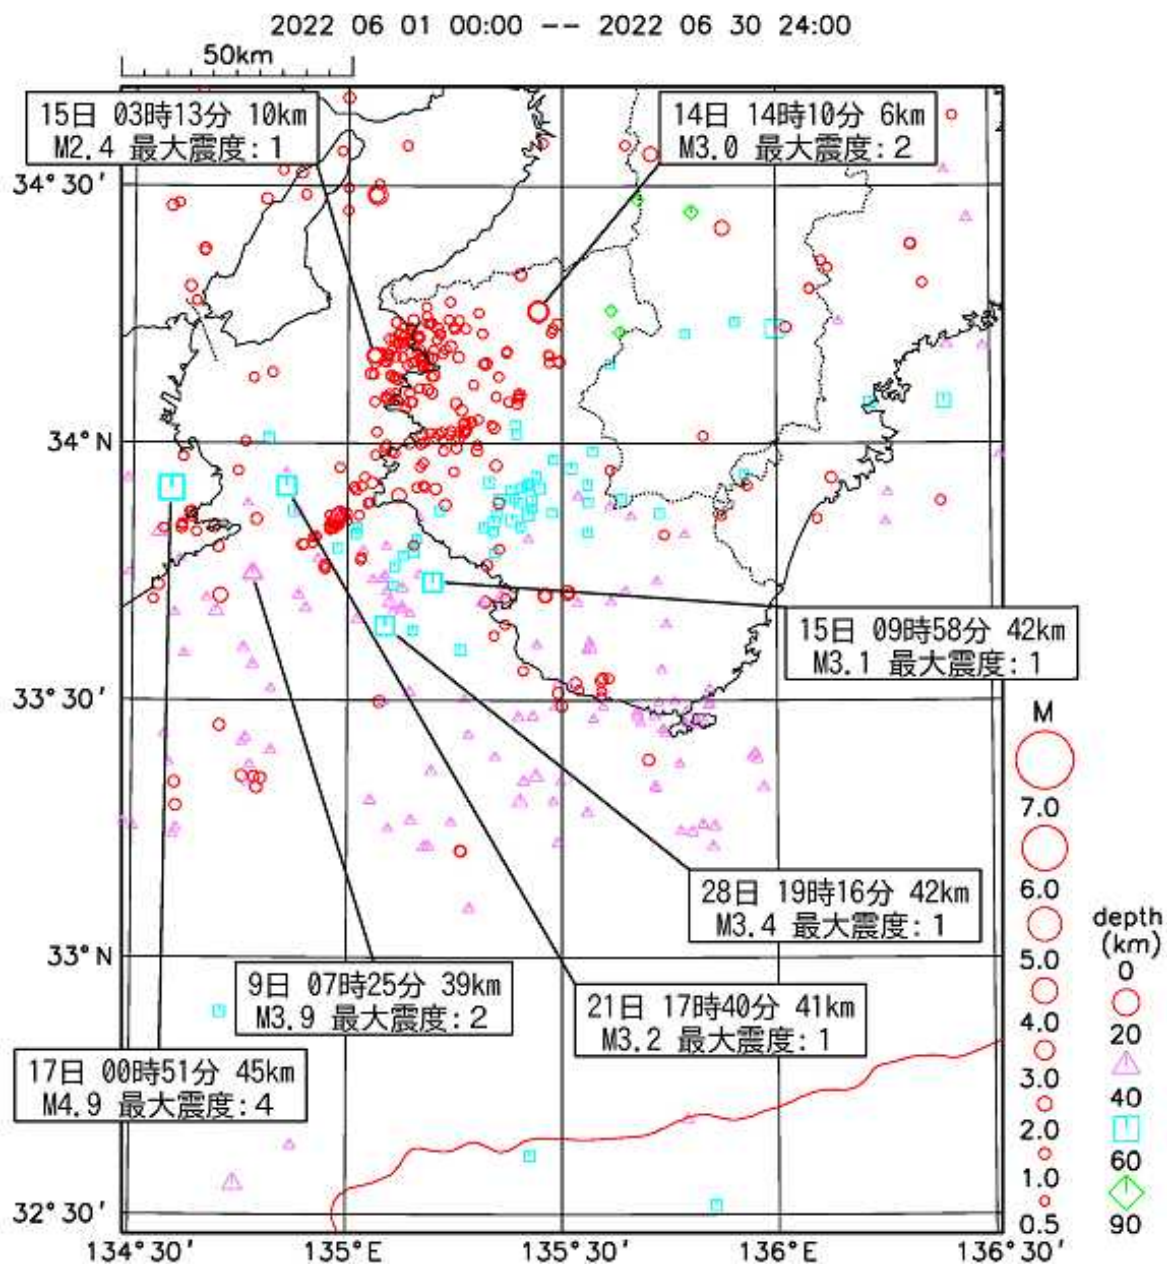 2022 06 01 00:00 -- 2022 06 30 24:00
50km
15日 03時13分 10km
M2.4 最大震度:1
14日 14時10分 6km
M3.0 最大震度:2
34°30'
34°N
15日 09時58分 42km
M3.1 最大震度:1
33°30'
M
7.0
6.0
5.0
4.0
3.0
2.0
1.0
0.5
28日 19時16分 42km
M3.4 最大震度:1
depth
(km)
0
20
40
60
90
33°N
9日 07時25分 39km
M3.9 最大震度:2
21日 17時40分 41km
M3.2 最大震度:1
17日 00時51分 45km
M4.9 最大震度:4
32°30'
134°30'
135°E
135°30'
136°E
136°30'